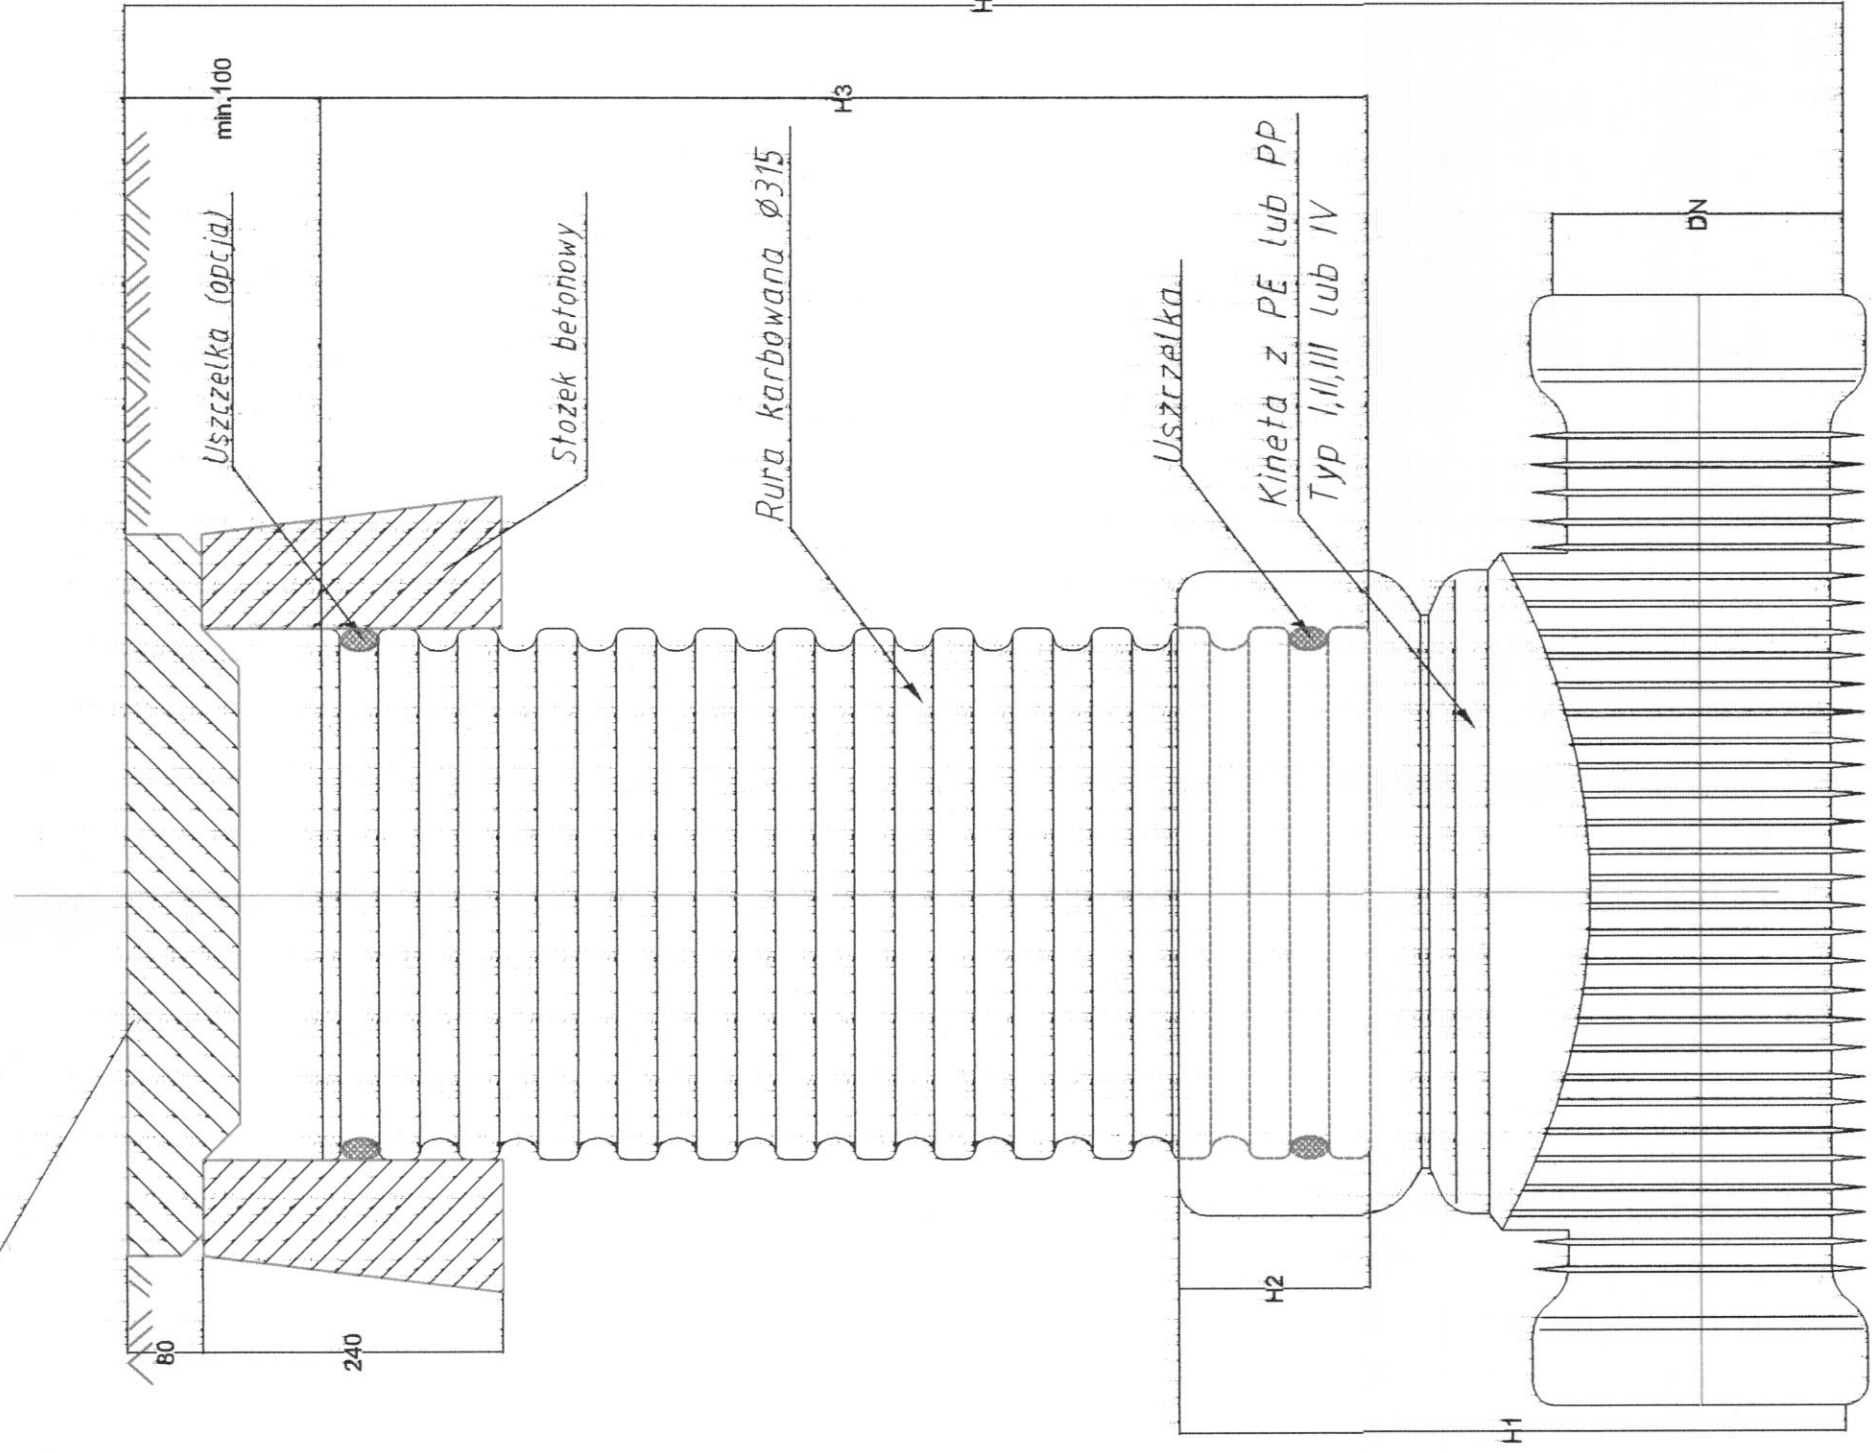 H
min.100
H3
Uszczelka (opcja)
Stożek betonowy
Rura karbowana Ø315
Uszrzelka
Kineta z PE lub PP
Typ I,II,III lub IV
DN
80
240
H2
H1